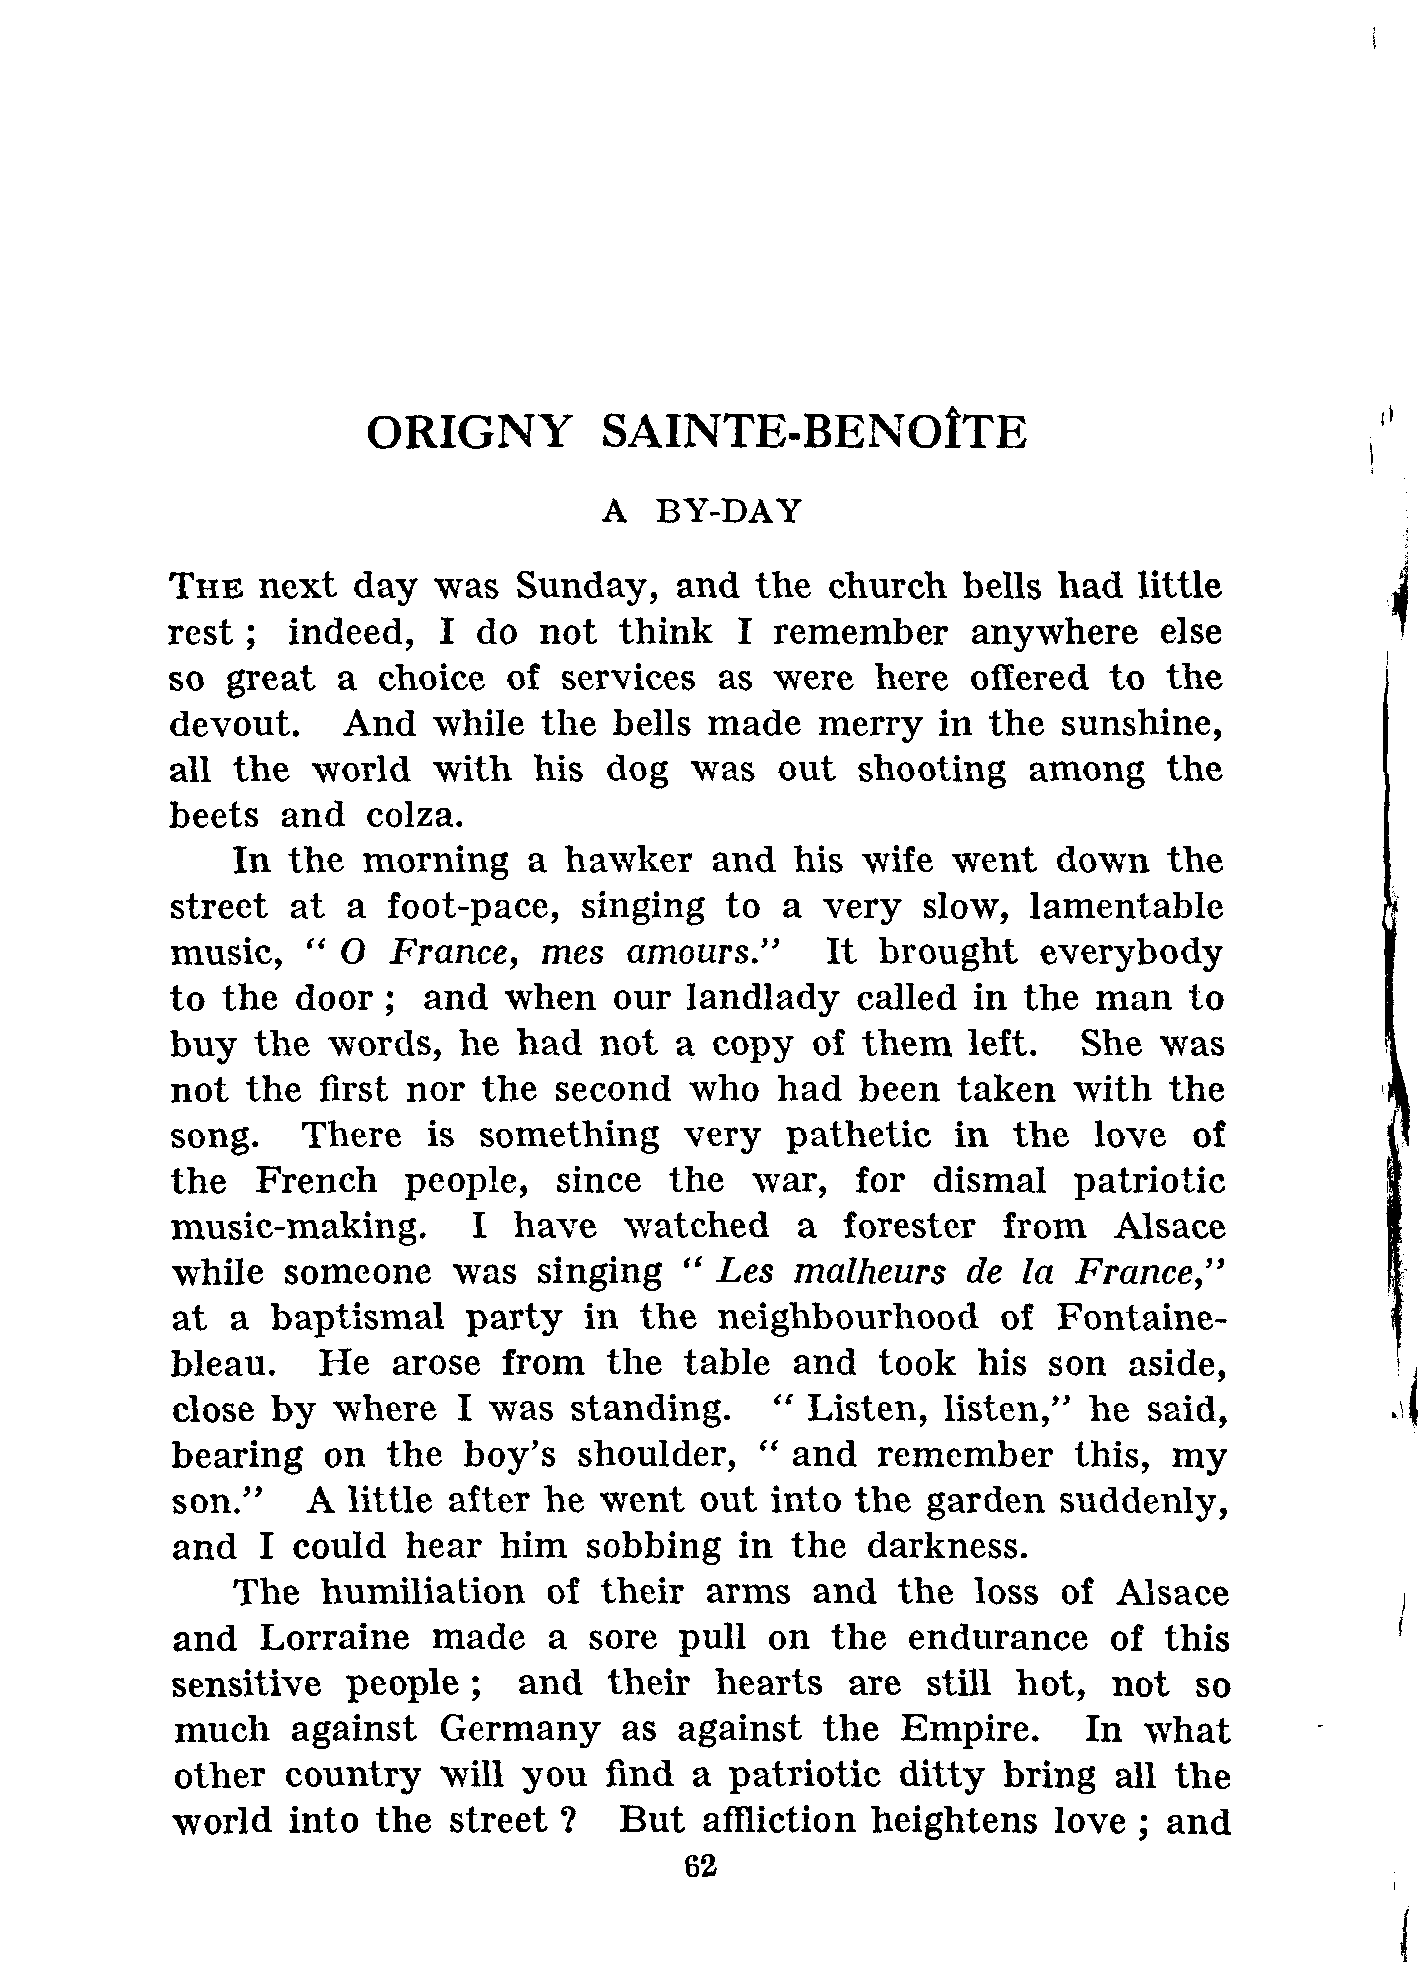 ORIGNY SAINTE-BENOÎTE
A BY-DAY
THE next day was Sunday, and the church bells had little
rest ; indeed, I do not think I remember anywhere else
so great a choice of services as were here offered to the
devout. And while the bells made merry in the sunshine,
all the world with his dog was out shooting among the
beets and colza.
In the morning a hawker and his wife went down the
street at a foot-pace, singing to a very slow, lamentable
music, “ O France, mes amours.” It brought everybody
to the door ; and when our landlady called in the man to
buy the words, he had not a copy of them left. She was
not the first nor the second who had been taken with the
song. There is something very pathetic in the love of
the French people, since the war, for dismal patriotic
music-making. I have watched a forester from Alsace
while someone was singing “ Les malheurs de la France,”
at a baptismal party in the neighbourhood of Fontaine-
bleau. He arose from the table and took his son aside,
close by where I was standing. “ Listen, listen,” he said,
bearing on the boy's shoulder, “ and remember this, my
son.” A little after he went out into the garden suddenly,
and I could hear him sobbing in the darkness.
The humiliation of their arms and the loss of Alsace
and Lorraine made a sore pull on the endurance of this
sensitive people ; and their hearts are still hot, not so
much against Germany as against the Empire. In what
other country will you find a patriotic ditty bring all the
world into the street ? But affliction heightens love ; and
62